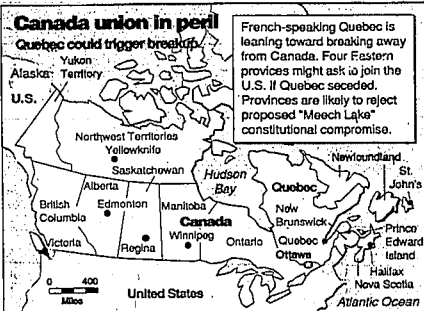 Canada union in peril
Quebec could trigger breakup
French-speaking Quebec is
leaning toward breaking away
from Canada. Four Eastern
provices might ask to join the
U.S. if Quebec seceded.
Provinces are likely to reject
proposed "Meech Lake"
constitutional compromise.
Yukon
Territory
Alaska
U.S.
Northwest Territories
Yellowknife
Saskatchewan
Alberta
Edmonton
Manitoba
British
Columbia
Victoria
Regina
Canada
Winnipeg
Hudson
Bay
Ontario
Quebec
New
Brunswick
Quebec
Ottawa
Newfoundland
St.
John's
Prince
Edward
Island
Halifax
Nova Scotia
Atlantic Ocean
United States
0 400
Miles